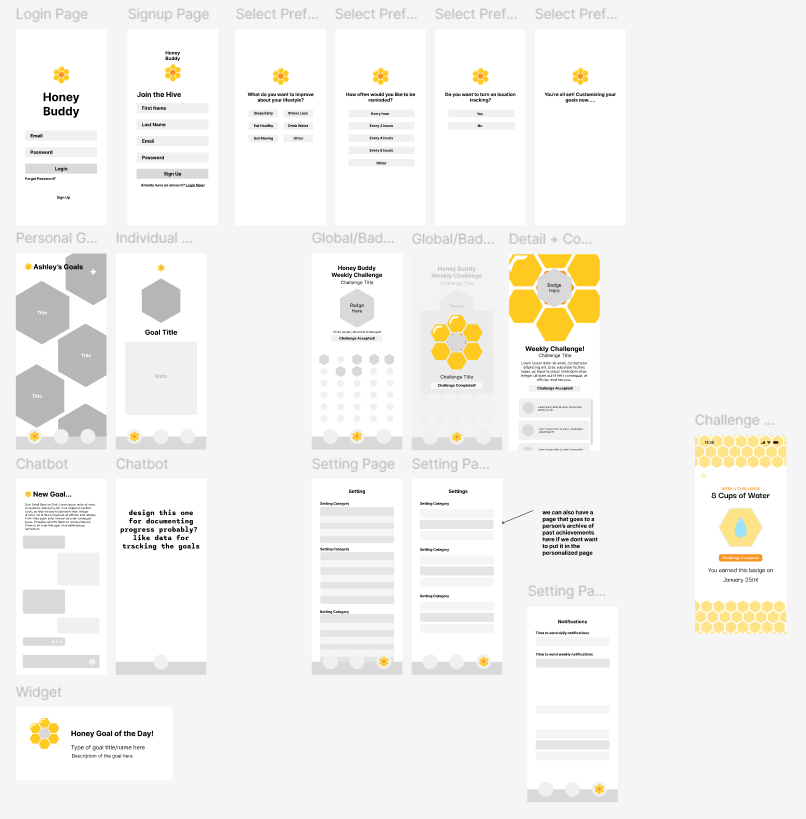 Login Page
Signup Page
Select Pref...
Select Pref...
Select Pref...
Select Pref...
Honey
Buddy
Email
Password
Login
Forgot Password?
Sign Up
Honey
Buddy
Join the Hive
First Name
Last Name
Email
Password
Sign Up
Already have an account? Login Now!
What do you want to improve
about your lifestyle?
Sleep Early
Stress Less
Eat Healthy
Drink Water
Get Moving
Other
How often would you like to be
reminded?
Every hour
Every 2 hours
Every 4 hours
Every 8 hours
Other
Do you want to turn on location
tracking?
Yes
No
You're all set! Customizing your
goals now....
Personal G...
Individual ...
Global/Bad...
Global/Bad...
Detail + Co...
Ashley's Goals
+
Title
Title
Title
Goal Title
Stats
Honey Buddy
Weekly Challenge
Challenge Title
Badge
Here
Challenge Accepted!
Honey Buddy
Weekly Challenge
Challenge Title
Badge
Challenge Title
Challenge Completed!
Badge
Here
Weekly Challenge!
Challenge Title
Challenge Accepted!
Challenge ...
WEEK 4 CHALLENGE
8 Cups of Water
Challenge Completed!
You earned this badge on
January 25th!
Chatbot
Chatbot
Setting Page
Setting Pa...
New Goal...
design this one
for documenting
progress probably?
like data for
tracking the goals
Setting
Setting Category
Setting Category
Setting Category
Settings
Setting Category
Setting Category
Setting Category
we can also have a
page that goes to a
person's archive of
past achievements
here if we dont want
to put it in the
personalized page
Setting Pa...
Notifications
Time to send daily notifications
Time to send weekly notifications
Widget
Honey Goal of the Day!
Type of goal title/name here
Description of the goal here